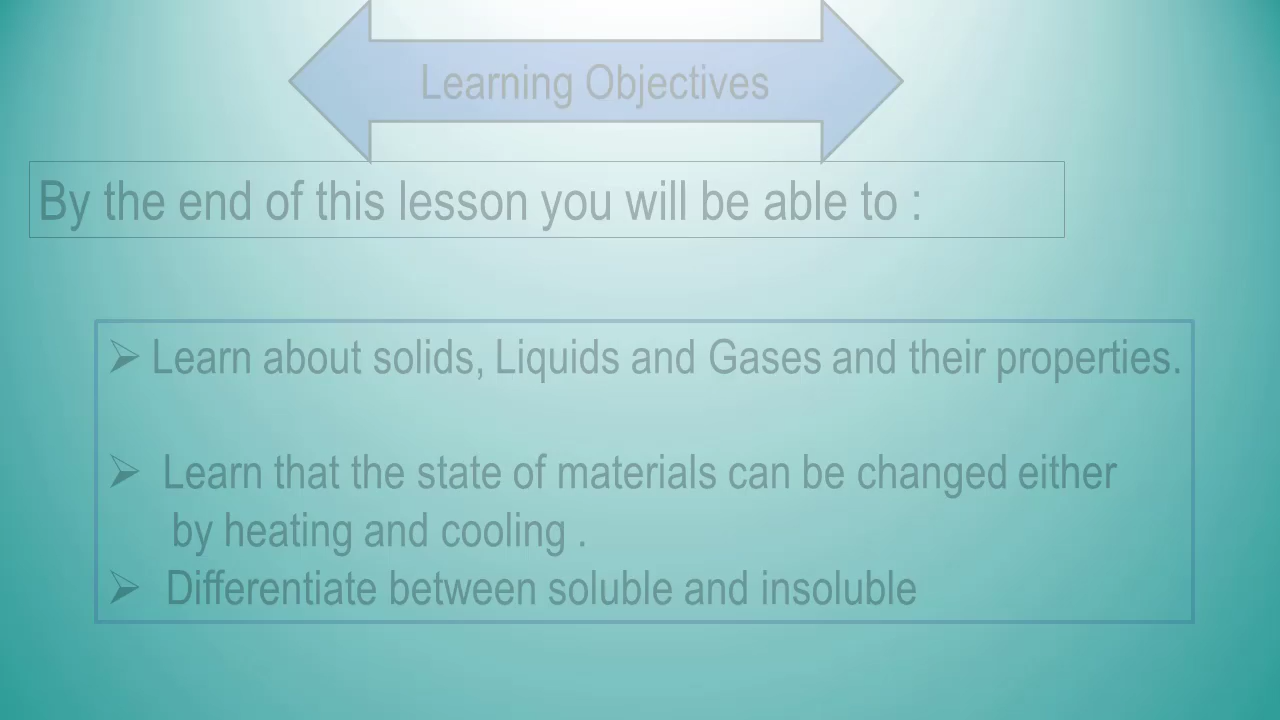 Learning Objectives
By the end of this lesson you will be able to :
➢ Learn about solids, Liquids and Gases and their properties.
➢ Learn that the state of materials can be changed either
by heating and cooling .
➢ Differentiate between soluble and insoluble